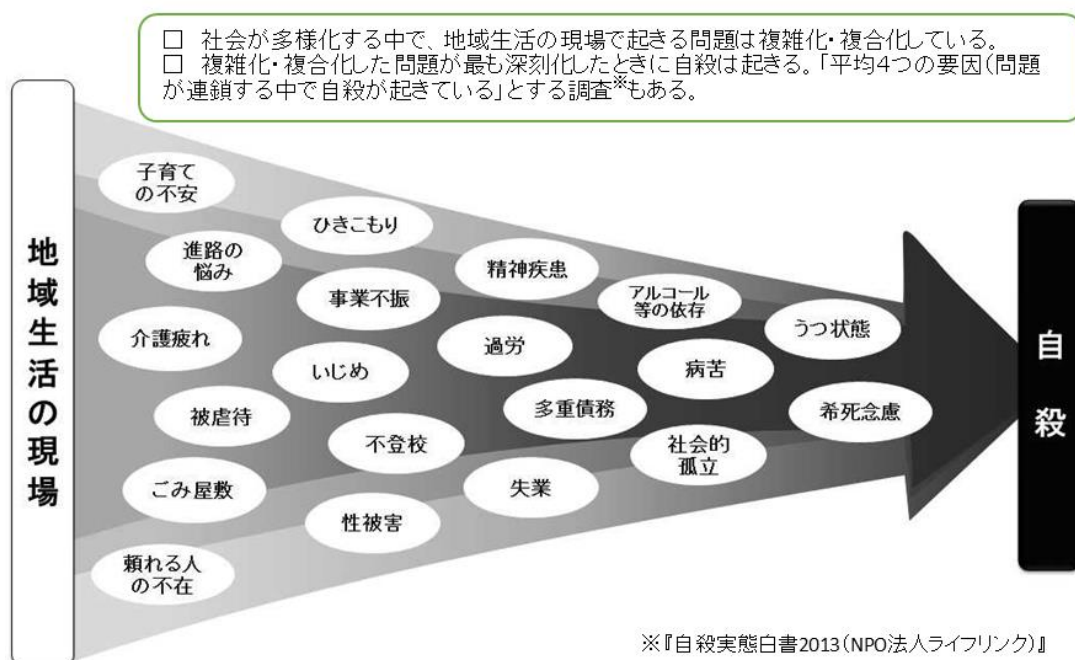 □ 社会が多様化する中で、地域生活の現場で起きる問題は複雑化・複合化している。
□ 複雑化・複合化した問題が最も深刻化したときに自殺は起きる。「平均4つの要因(問題
が連鎖する中で自殺が起きている」とする調査※もある。
地域生活の現場
子育て
の不安
ひきこもり
進路の
悩み
精神疾患
事業不振
アルコール
等の依存
うつ状態
介護疲れ
過労
いじめ
病苦
被虐待
多重債務
希死念慮
不登校
社会的
孤立
ごみ屋敷
失業
性被害
頼れる人
の不在
自殺
※『自殺実態白書2013(NPO法人ライフリンク)』